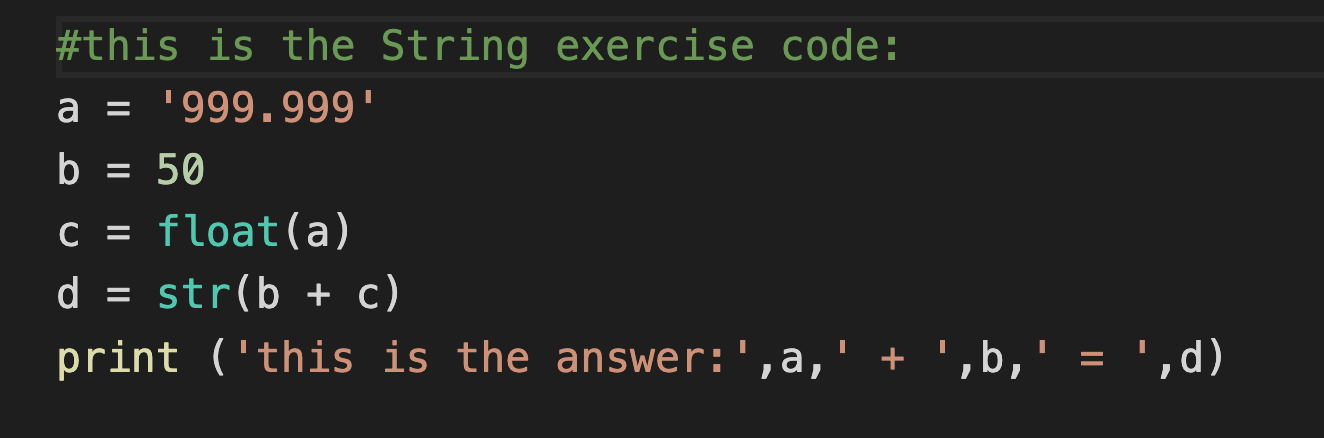 #this is the String exercise code:
a = '999.999'
b = 50
c = float(a)
d = str(b + c)
print ('this is the answer:',a,' + ',b,' = ',d)